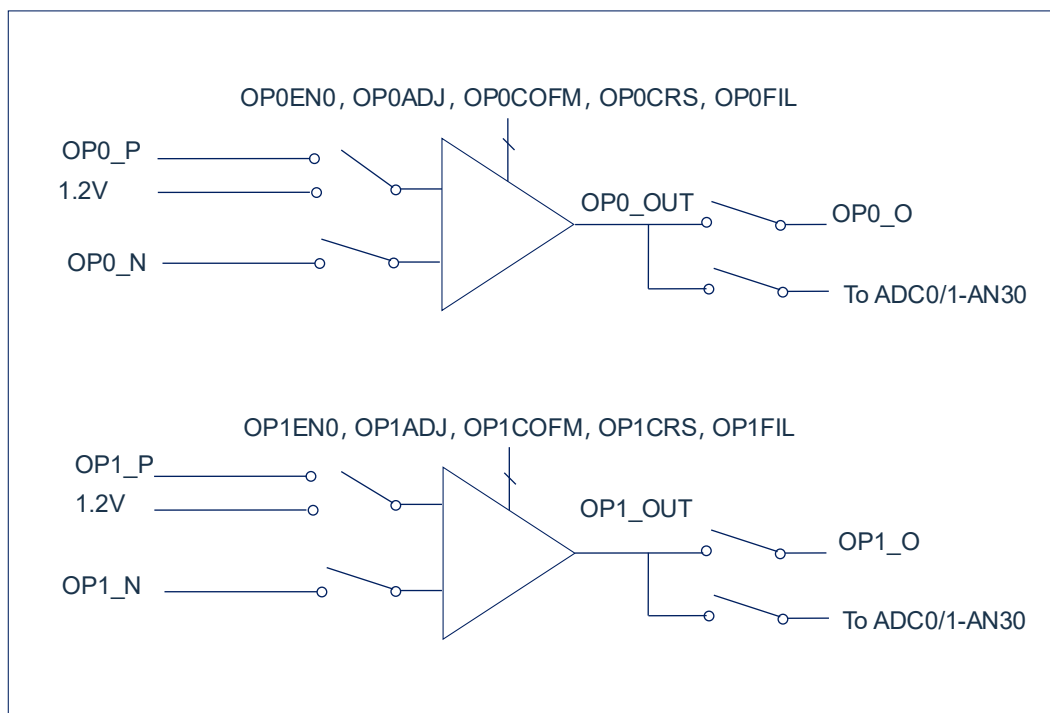 OP0EN0, OP0ADJ, OP0COFM, OP0CRS, OP0FIL
OP0_P
1.2V
OP0_N
OP0_OUT
OP0_O
To ADC0/1-AN30
OP1EN0, OP1ADJ, OP1COFM, OP1CRS, OP1FIL
OP1_P
1.2V
OP1_N
OP1_OUT
OP1_O
To ADC0/1-AN30